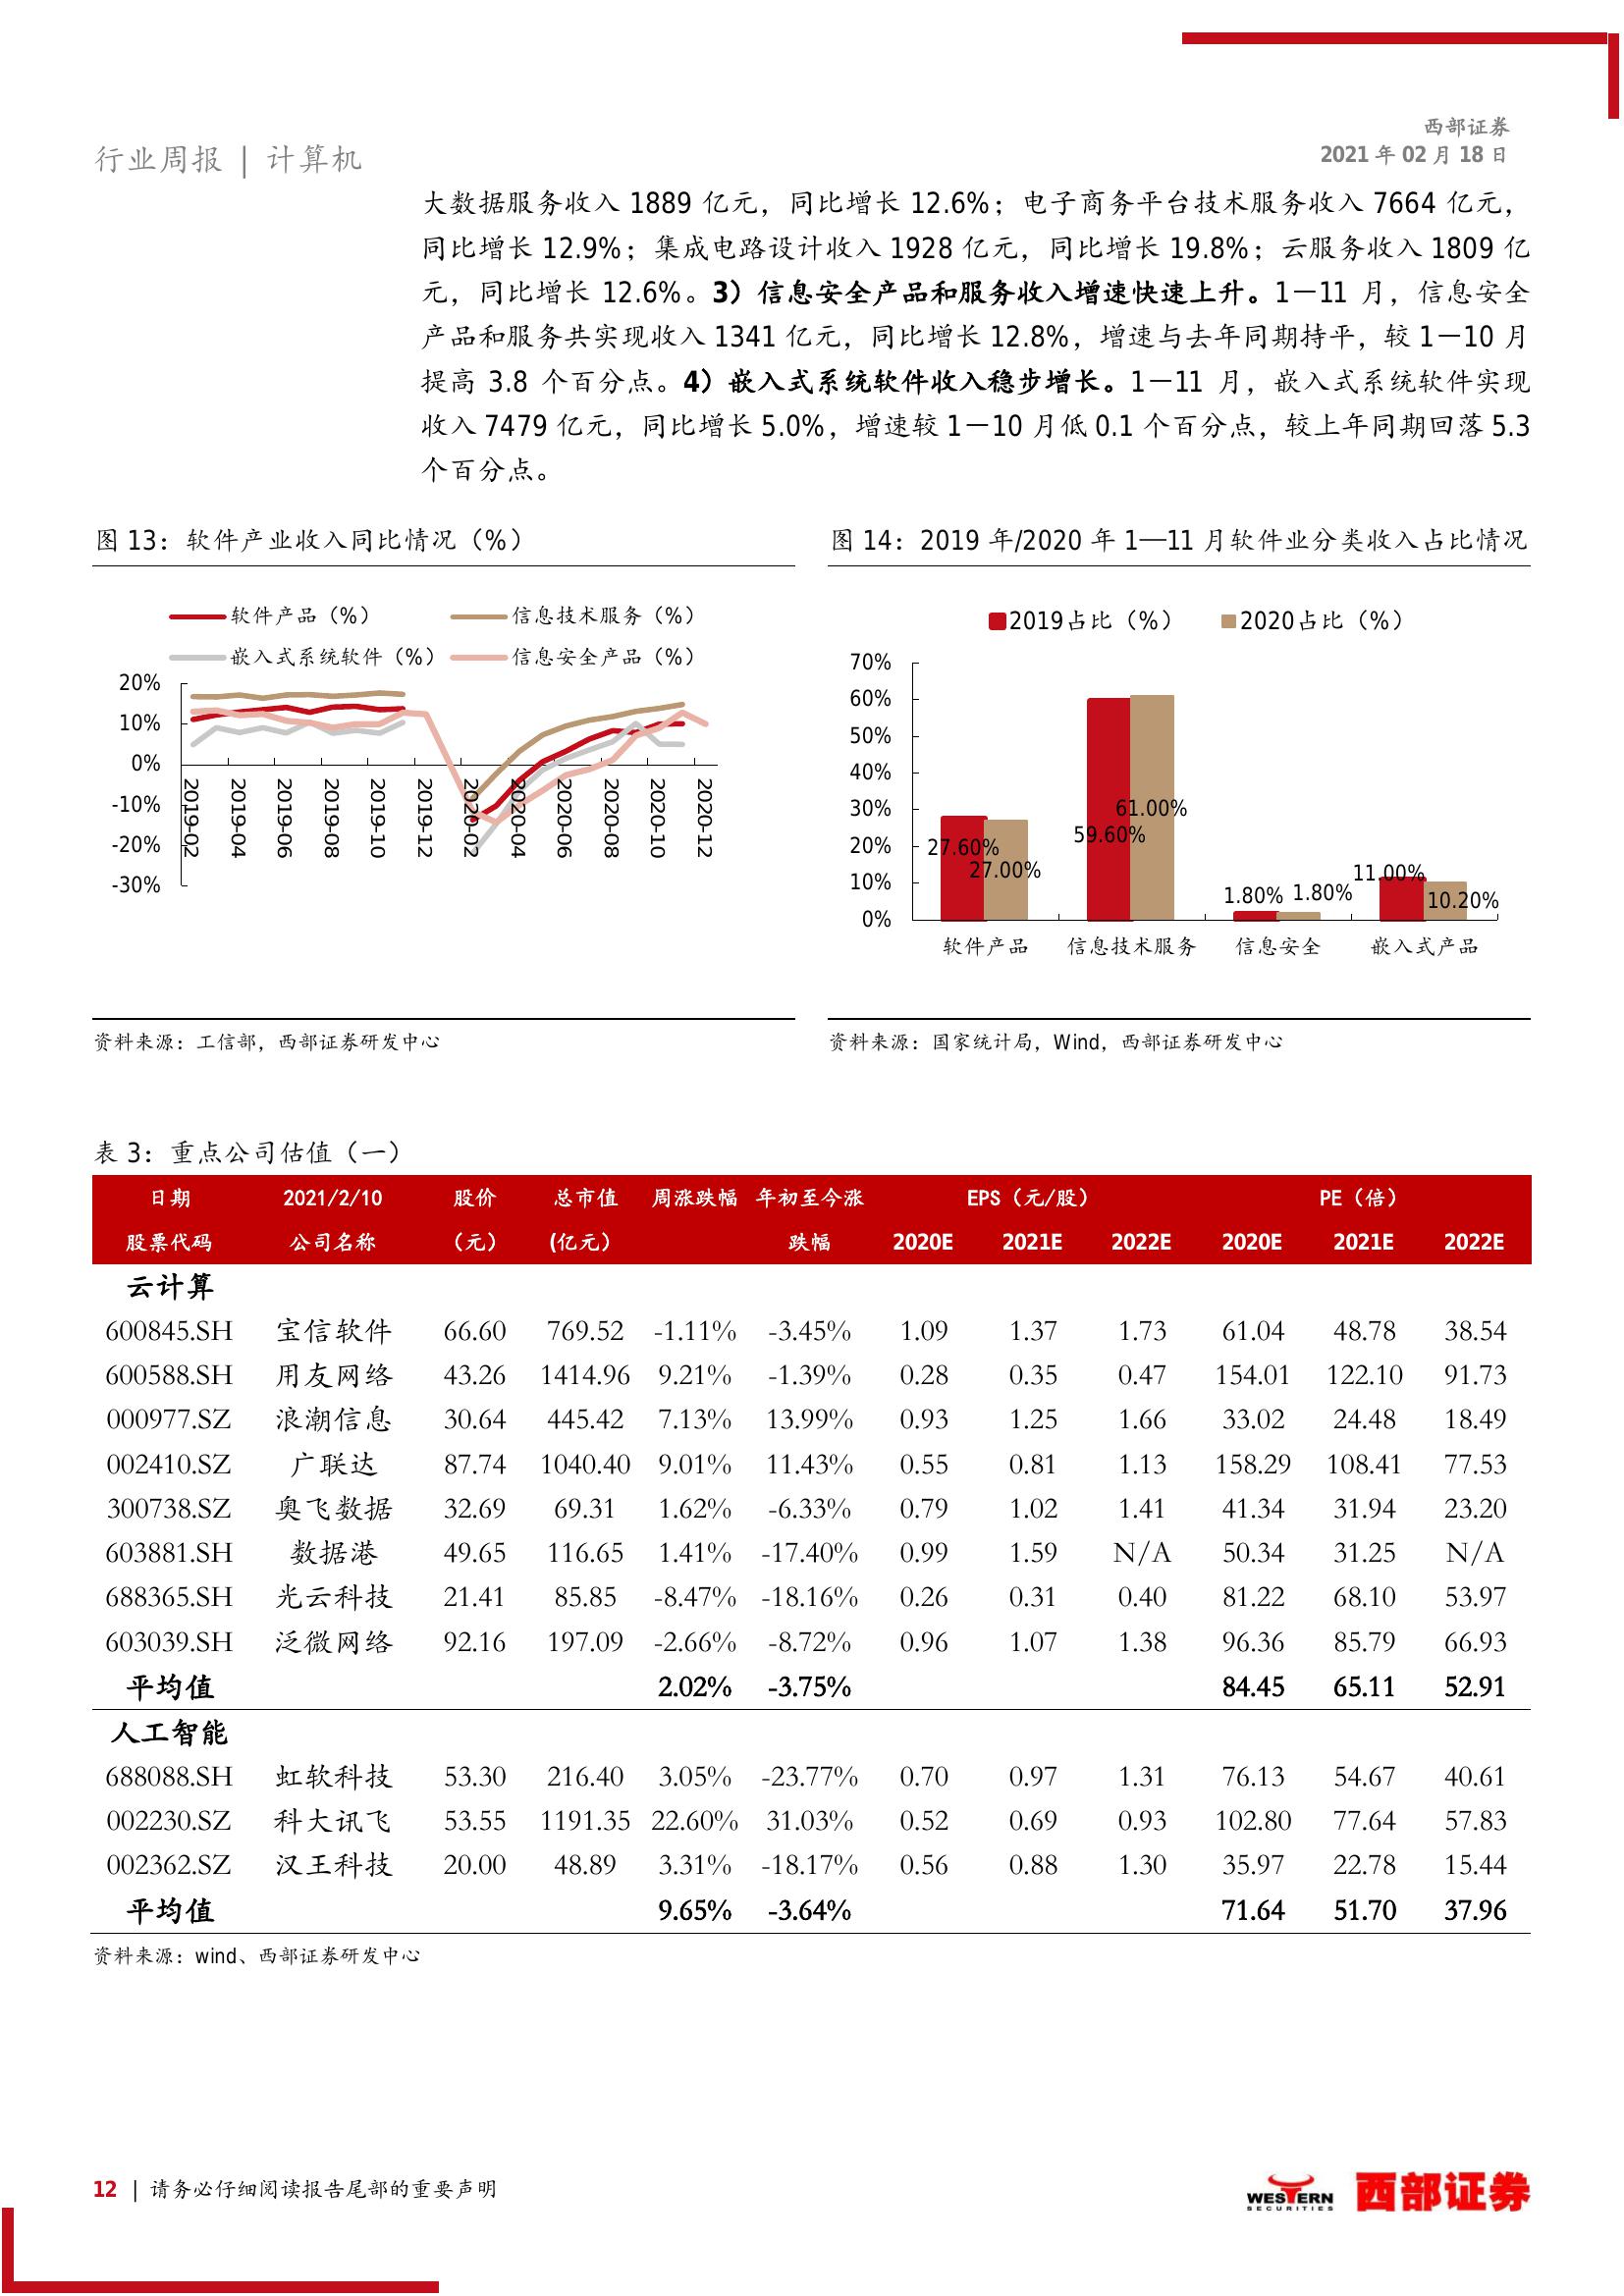 西部证券
行业周报 | 计算机
2021 年 02 月 18 日
大数据服务收入 1889 亿元，同比增长 12.6%；电子商务平台技术服务收入 7664 亿元，
同比增长 12.9%；集成电路设计收入 1928 亿元，同比增长 19.8%；云服务收入 1809 亿
元，同比增长 12.6%。3）信息安全产品和服务收入增速快速上升。1－11 月，信息安全
产品和服务共实现收入 1341 亿元，同比增长 12.8%，增速与去年同期持平，较 1－10 月
提高 3.8 个百分点。4）嵌入式系统软件收入稳步增长。1－11 月，嵌入式系统软件实现
收入 7479 亿元，同比增长 5.0%，增速较 1－10 月低 0.1 个百分点，较上年同期回落 5.3
个百分点。
图 13：软件产业收入同比情况（%）
软件产品（%） 信息技术服务（%）
嵌入式系统软件（%） 信息安全产品（%）
20%
10%
0%
-10%
-20%
-30%
2019-02 2019-04 2019-06 2019-08 2019-10 2019-12 2020-02 2020-04 2020-06 2020-08 2020-10 2020-12
资料来源：工信部，西部证券研发中心
图 14：2019 年/2020 年 1—11 月软件业分类收入占比情况
2019占比（%） 2020占比（%）
70%
60%
50%
40%
30%
20%
10%
0%
27.60% 27.00% 59.60% 61.00% 1.80% 1.80% 11.00% 10.20%
软件产品 信息技术服务 信息安全 嵌入式产品
资料来源：国家统计局，Wind，西部证券研发中心
表 3：重点公司估值（一）
日期 2021/2/10 股价 总市值 周涨跌幅 年初至今涨 EPS（元/股） PE（倍）
股票代码 公司名称 （元） (亿元） 跌幅 2020E 2021E 2022E 2020E 2021E 2022E
云计算
600845.SH 宝信软件 66.60 769.52 -1.11% -3.45% 1.09 1.37 1.73 61.04 48.78 38.54
600588.SH 用友网络 43.26 1414.96 9.21% -1.39% 0.28 0.35 0.47 154.01 122.10 91.73
000977.SZ 浪潮信息 30.64 445.42 7.13% 13.99% 0.93 1.25 1.66 33.02 24.48 18.49
002410.SZ 广联达 87.74 1040.40 9.01% 11.43% 0.55 0.81 1.13 158.29 108.41 77.53
300738.SZ 奥飞数据 32.69 69.31 1.62% -6.33% 0.79 1.02 1.41 41.34 31.94 23.20
603881.SH 数据港 49.65 116.65 1.41% -17.40% 0.99 1.59 N/A 50.34 31.25 N/A
688365.SH 光云科技 21.41 85.85 -8.47% -18.16% 0.26 0.31 0.40 81.22 68.10 53.97
603039.SH 泛微网络 92.16 197.09 -2.66% -8.72% 0.96 1.07 1.38 96.36 85.79 66.93
平均值 2.02% -3.75% 84.45 65.11 52.91
人工智能
688088.SH 虹软科技 53.30 216.40 3.05% -23.77% 0.70 0.97 1.31 76.13 54.67 40.61
002230.SZ 科大讯飞 53.55 1191.35 22.60% 31.03% 0.52 0.69 0.93 102.80 77.64 57.83
002362.SZ 汉王科技 20.00 48.89 3.31% -18.17% 0.56 0.88 1.30 35.97 22.78 15.44
平均值 9.65% -3.64% 71.64 51.70 37.96
资料来源：wind、西部证券研发中心
12 | 请务必仔细阅读报告尾部的重要声明
WESTERN
SECURITIES
西部证券